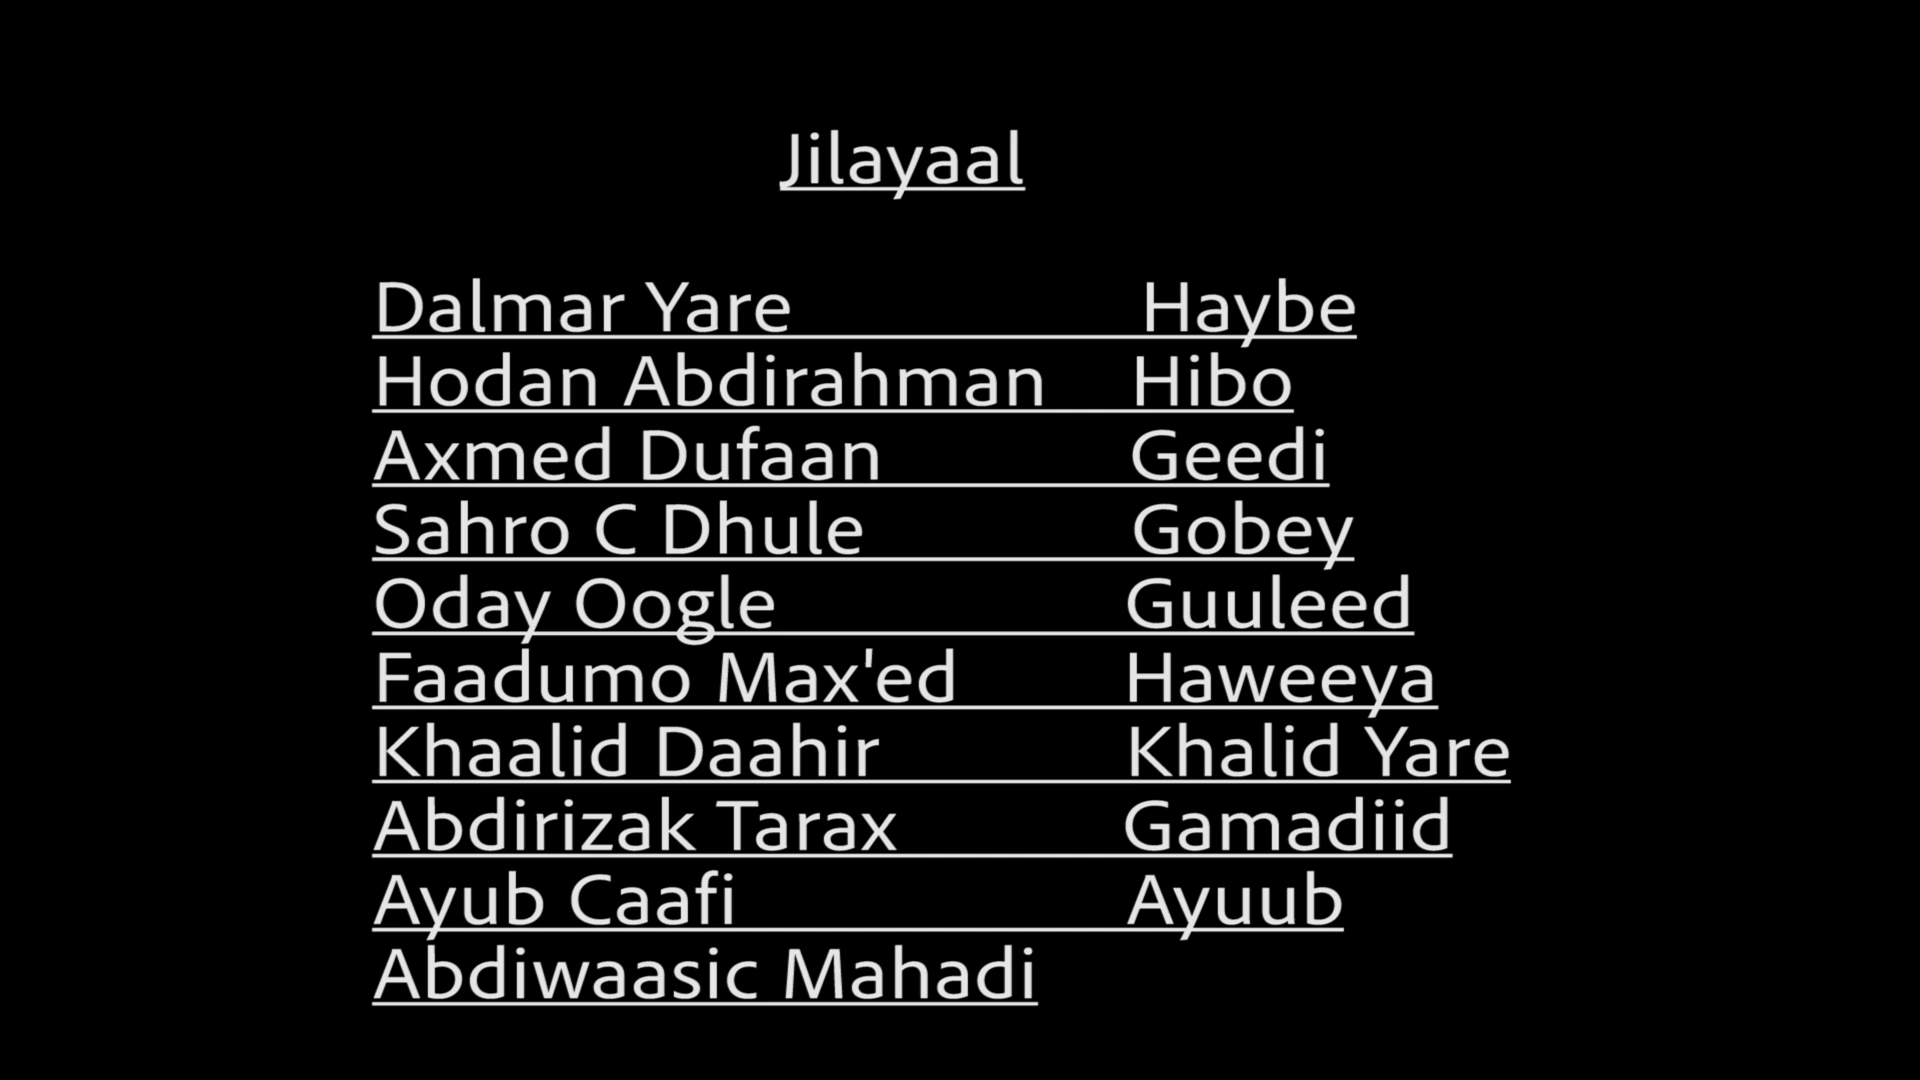 Jilayaal
Dalmar Yare Haybe
Hodan Abdirahman Hibo
Axmed Dufaan Geedi
Sahro C Dhule Gobey
Oday Oogle Guuleed
Faadumo Max'ed Haweeya
Khaalid Daahir Khalid Yare
Abdirizak Tarax Gamadiid
Ayub Caafi Ayuub
Abdiwaasic Mahadi